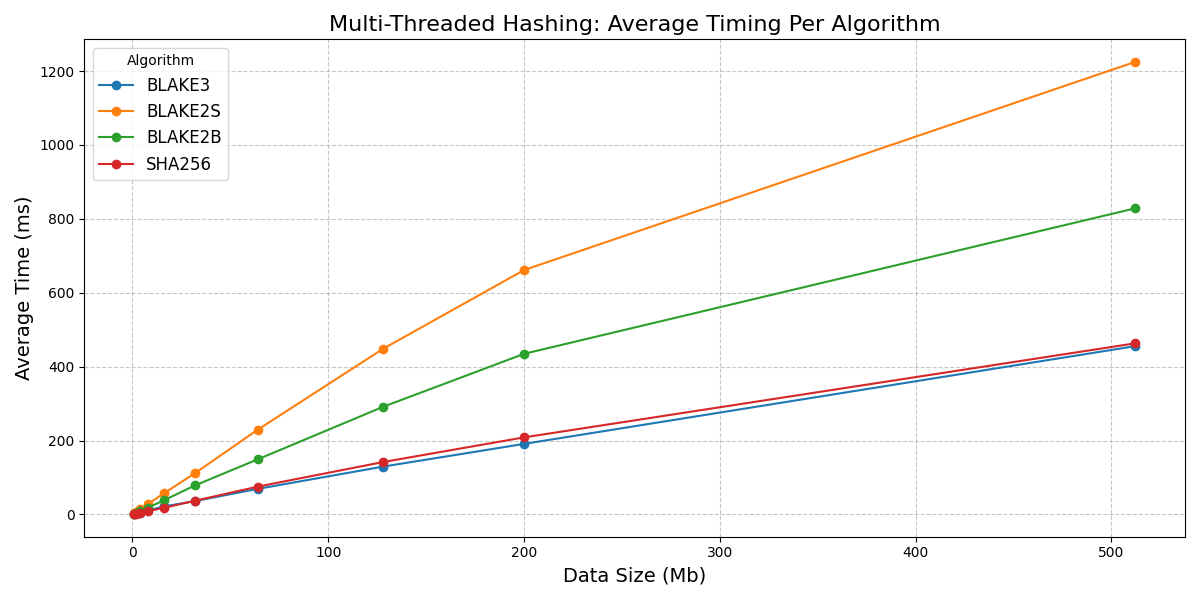 Multi-Threaded Hashing: Average Timing Per Algorithm
Algorithm
BLAKE3
BLAKE2S
BLAKE2B
SHA256
Average Time (ms)
1200
1000
800
600
400
200
0
0 100 200 300 400 500
Data Size (Mb)